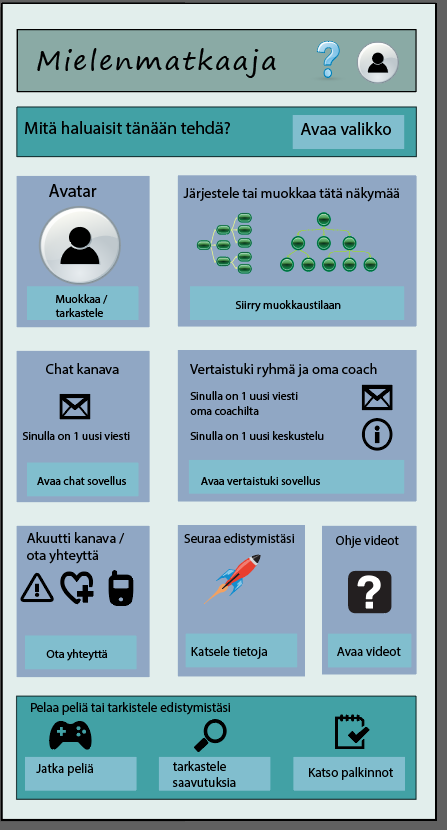 Mielenmatkaaja
Mitä haluaisit tänään tehdä?
Avaa valikko
Avatar
Muokkaa /
tarkastele
Järjestele tai muokkaa tätä näkymää
Siirry muokkaustilaan
Chat kanava
Sinulla on 1 uusi viesti
Avaa chat sovellus
Vertaistuki ryhmä ja oma coach
Sinulla on 1 uusi viesti
oma coachilta
Sinulla on 1 uusi keskustelu
Avaa vertaistuki sovellus
Akuutti kanava /
ota yhteyttä
Ota yhteyttä
Seuraa edistymistäsi
Katsele tietoja
Ohje videot
Avaa videot
Pelaa peliä tai tarkistele edistymistäsi
Jatka peliä
tarkastele
saavutuksia
Katso palkinnot